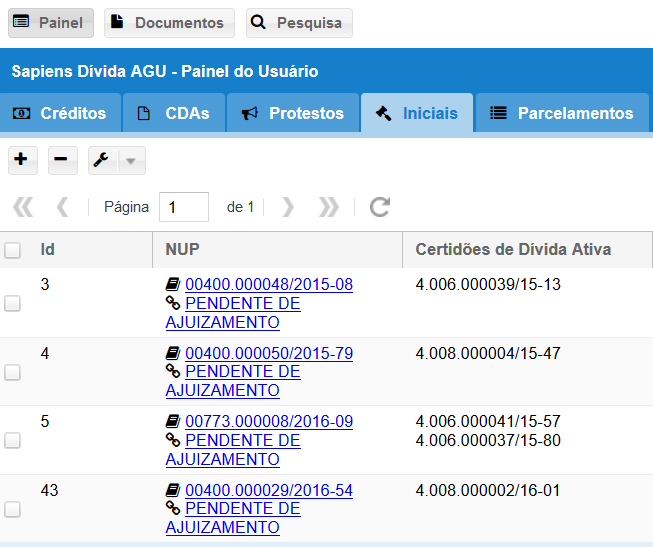 Painel Documentos Pesquisa
Sapiens Dívida AGU - Painel do Usuário
Créditos CDAs Protestos Iniciais Parcelamentos
Página 1 de 1
Id NUP Certidões de Dívida Ativa
3 00400.000048/2015-08 4.006.000039/15-13
PENDENTE DE
AJUIZAMENTO
4 00400.000050/2015-79 4.008.000004/15-47
PENDENTE DE
AJUIZAMENTO
5 00773.000008/2016-09 4.006.000041/15-57
PENDENTE DE 4.006.000037/15-80
AJUIZAMENTO
43 00400.000029/2016-54 4.008.000002/16-01
PENDENTE DE
AJUIZAMENTO